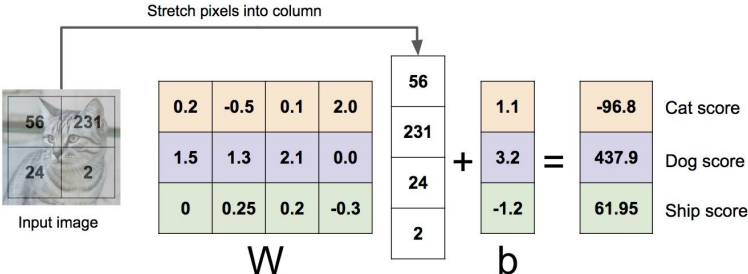 Stretch pixels into column
56 231
24 2
Input image
0.2 -0.5 0.1 2.0
1.5 1.3 2.1 0.0
0 0.25 0.2 -0.3
W
56
231
24
2
+
1.1
3.2
-1.2
b
=
-96.8 Cat score
437.9 Dog score
61.95 Ship score